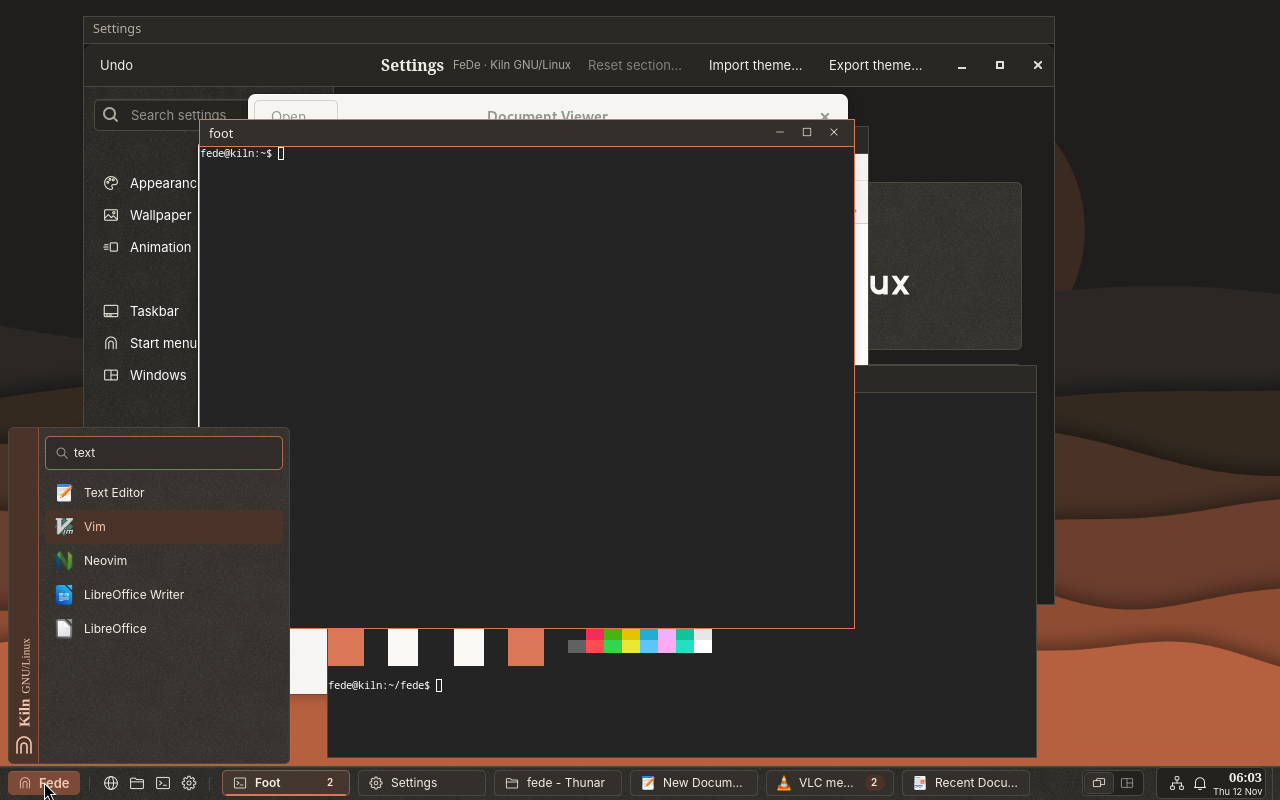 Settings
Undo
Settings FeDe · Kiln GNU/Linux
Reset section...
Import theme...
Export theme...
Search settings
Open
Document Viewer
foot
fede@kiln:~$
Appearanc
Wallpaper
Animation
Taskbar
Start menu
Windows
ux
text
Text Editor
Vim
Neovim
LibreOffice Writer
LibreOffice
Kiln GNU/Linux
fede@kiln:~/fede$
Fede
Foot 2
Settings
fede - Thunar
New Docum...
VLC me... 2
Recent Docu...
06:03
Thu 12 Nov